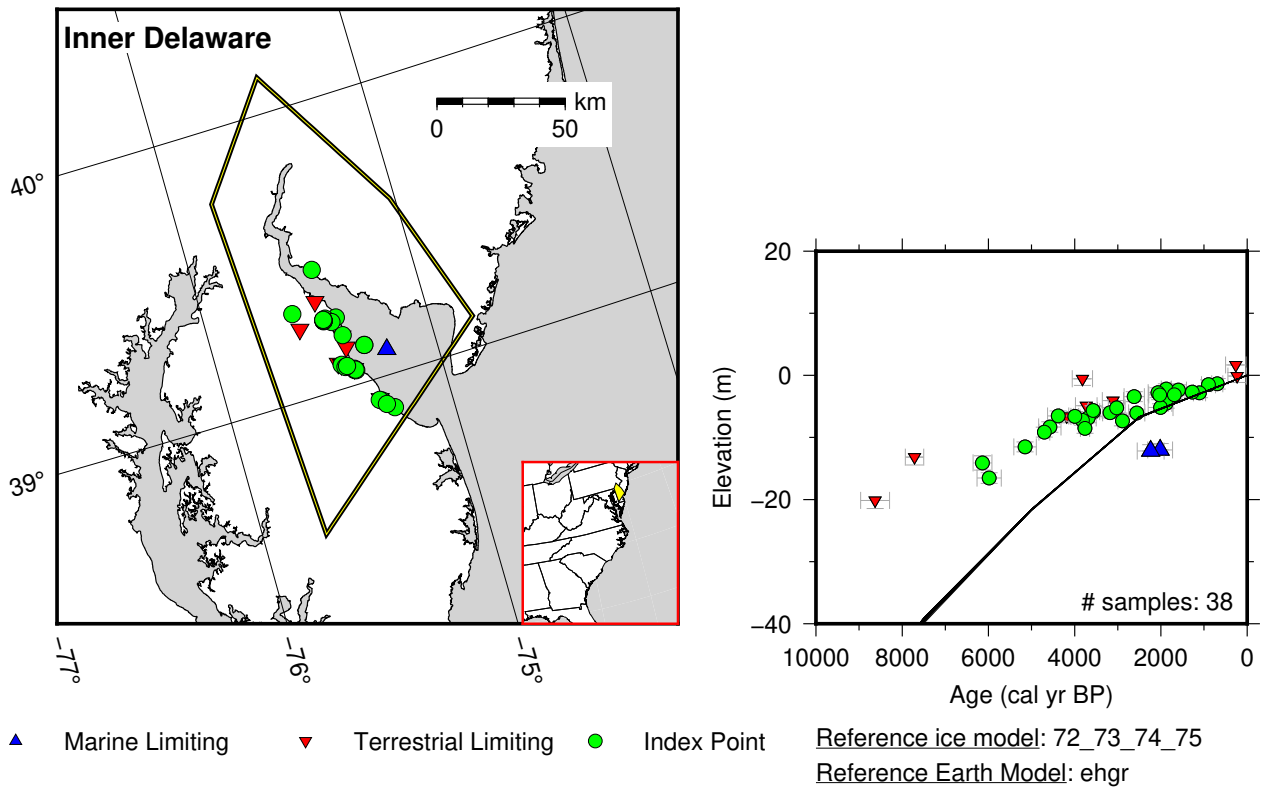 Inner Delaware
km
0 50
40°
39°
−77°
−76°
−75°
20
0
−20
−40
Elevation (m)
# samples: 38
10000 8000 6000 4000 2000 0
Age (cal yr BP)
Marine Limiting
Terrestrial Limiting
Index Point
Reference ice model: 72_73_74_75
Reference Earth Model: ehgr